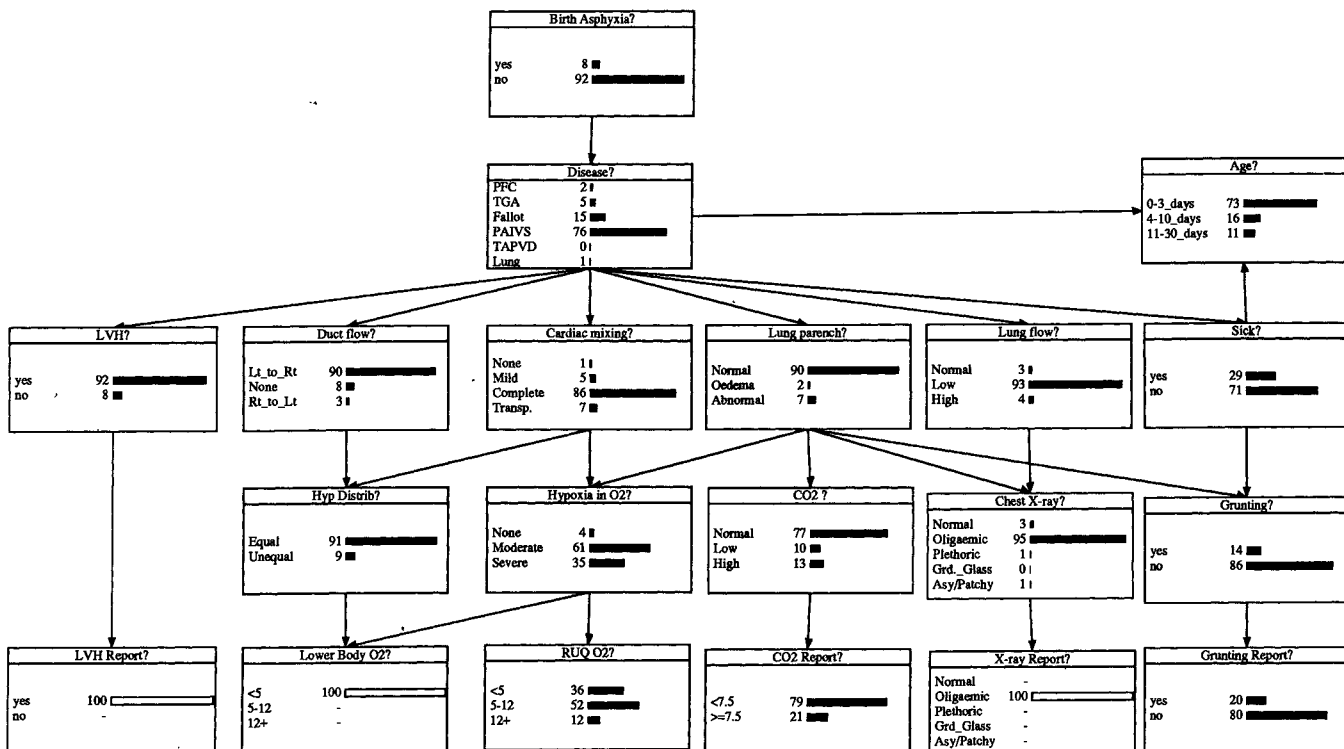 Birth Asphyxia?
yes 8
no 92
Disease?
PFC 2
TGA 5
Fallot 15
PAIVS 76
TAPVD 0
Lung 1
Age?
0-3_days 73
4-10_days 16
11-30_days 11
LVH?
yes 92
no 8
Duct flow?
Lt_to_Rt 90
None 8
Rt_to_Lt 3
Cardiac mixing?
None 1
Mild 5
Complete 86
Transp. 7
Lung parench?
Normal 90
Oedema 2
Abnormal 7
Lung flow?
Normal 3
Low 93
High 4
Sick?
yes 29
no 71
Hyp Distrib?
Equal 91
Unequal 9
Hypoxia in O2?
None 4
Moderate 61
Severe 35
CO2 ?
Normal 77
Low 10
High 13
Chest X-ray?
Normal 3
Oligaemic 95
Plethoric 1
Grd._Glass 0
Asy/Patchy 1
Grunting?
yes 14
no 86
LVH Report?
yes 100
no -
Lower Body O2?
<5 100
5-12 -
12+ -
RUQ O2?
<5 36
5-12 52
12+ 12
CO2 Report?
<7.5 79
>=7.5 21
X-ray Report?
Normal -
Oligaemic 100
Plethoric -
Grd_Glass -
Asy/Patchy -
Grunting Report?
yes 20
no 80